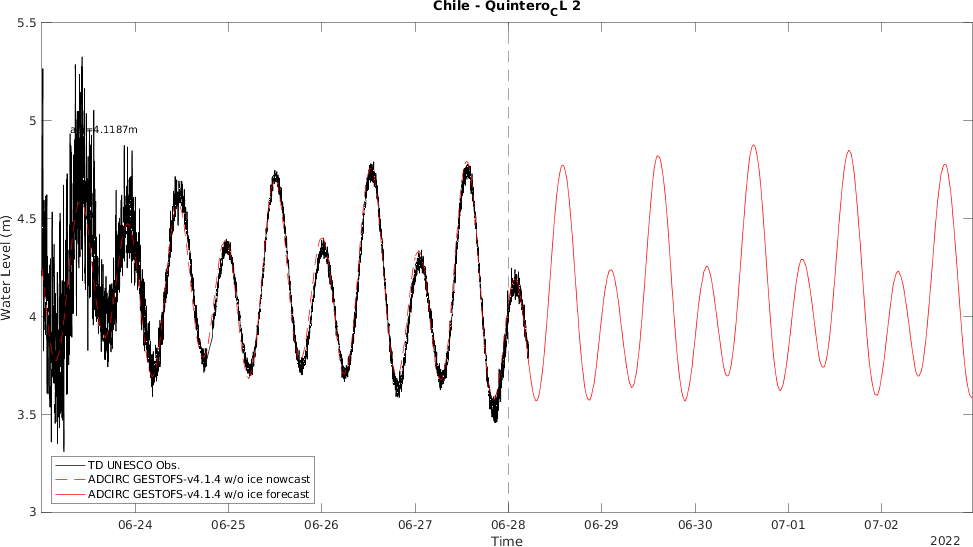 Chile - Quintero_CL 2
5.5
5
4.5
4
3.5
3
Water Level (m)
=4.1187m
TD UNESCO Obs.
ADCIRC GESTOFS-v4.1.4 w/o ice nowcast
ADCIRC GESTOFS-v4.1.4 w/o ice forecast
06-24 06-25 06-26 06-27 06-28 06-29 06-30 07-01 07-02
Time
2022